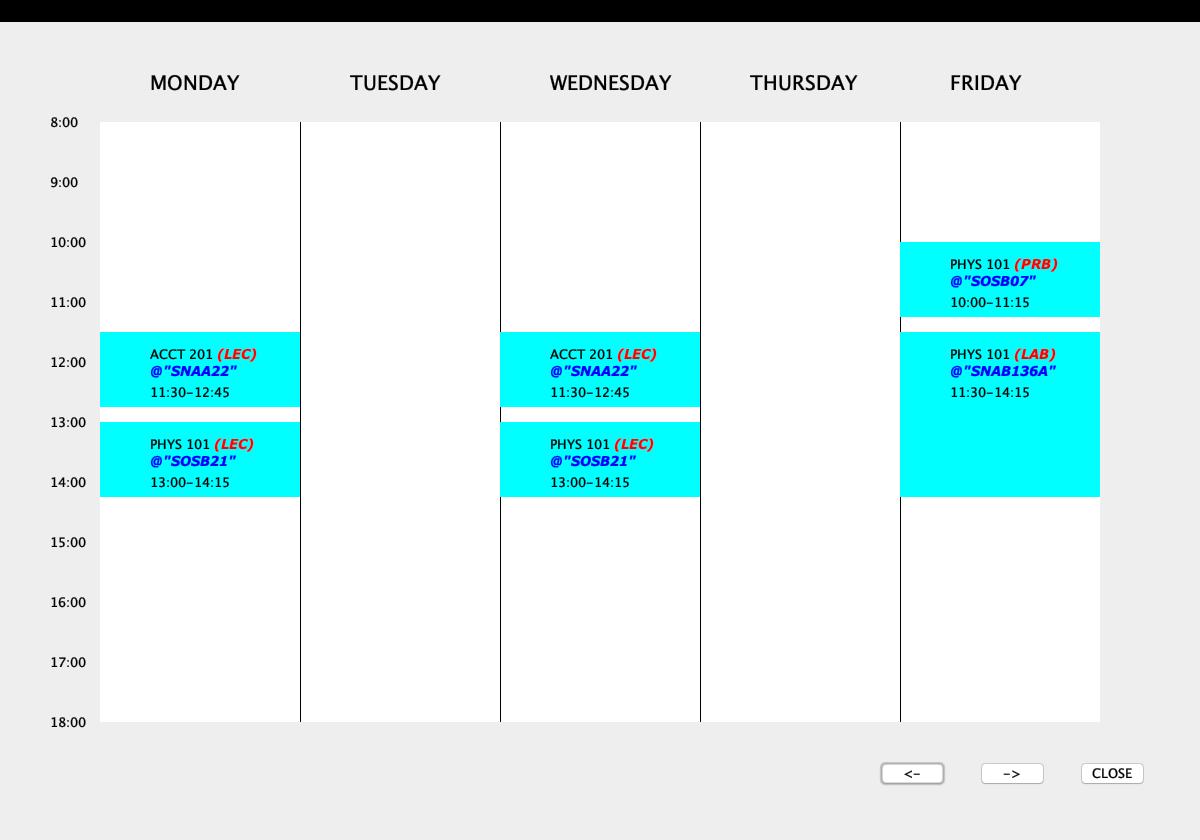 MONDAY TUESDAY WEDNESDAY THURSDAY FRIDAY
8:00
9:00
10:00
11:00
12:00
13:00
14:00
15:00
16:00
17:00
18:00
ACCT 201 (LEC)
@"SNAA22"
11:30-12:45
PHYS 101 (LEC)
@"SOSB21"
13:00-14:15
ACCT 201 (LEC)
@"SNAA22"
11:30-12:45
PHYS 101 (LEC)
@"SOSB21"
13:00-14:15
PHYS 101 (PRB)
@"SOSB07"
10:00-11:15
PHYS 101 (LAB)
@"SNAB136A"
11:30-14:15
<- -> CLOSE